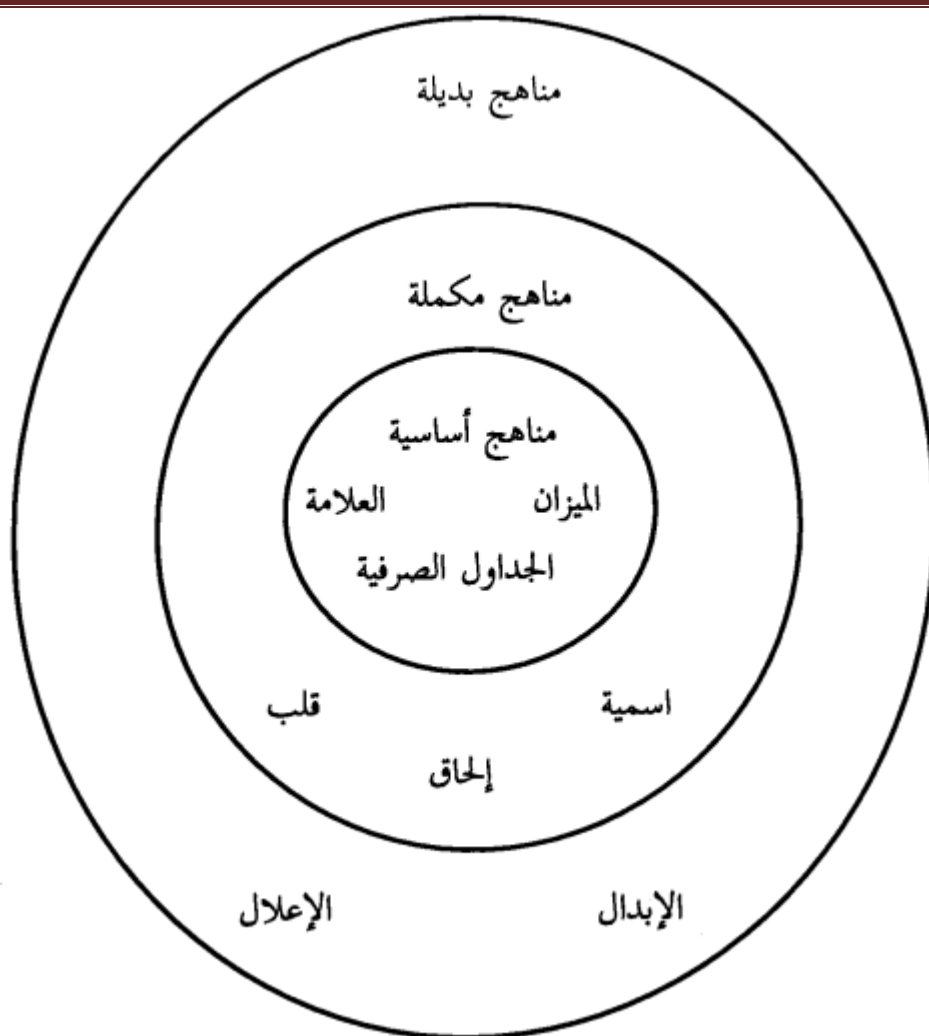 مناهج بديلة
مناهج مكملة
مناهج أساسية
الميزان العلامة
الجداول الصرفية
اسمية قلب
إلحاق
الإبدال الإعلال